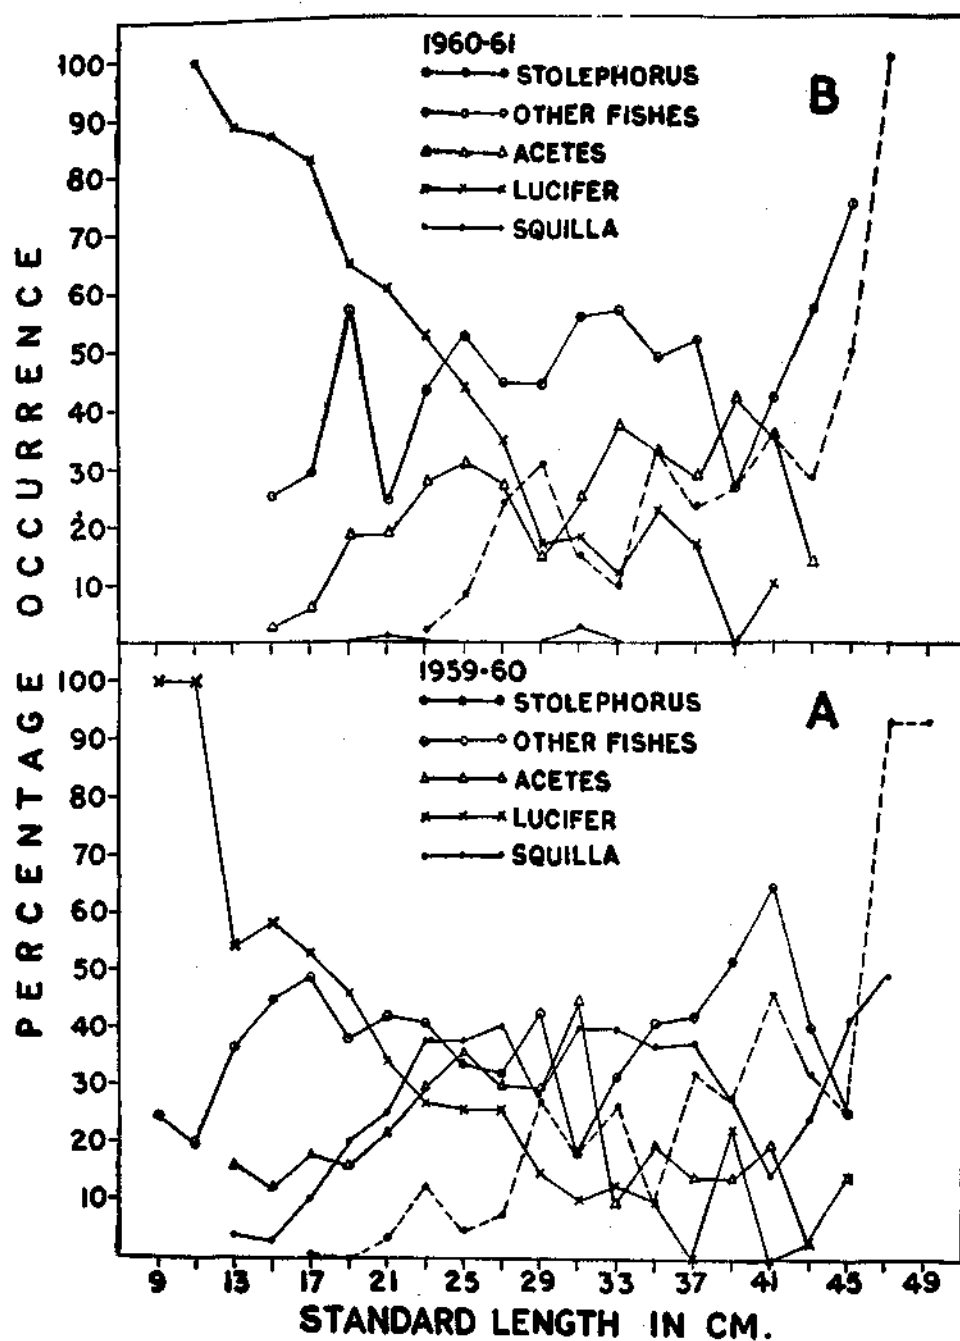 1960-61
STOLEPHORUS
OTHER FISHES
ACETES
LUCIFER
SQUILLA
B
100
90
80
70
60
50
40
30
20
10
1959-60
STOLEPHORUS
OTHER FISHES
ACETES
LUCIFER
SQUILLA
A
100
90
80
70
60
50
40
30
20
10
PERCENTAGE OCCURRENCE
9 13 17 21 25 29 33 37 41 45 49
STANDARD LENGTH IN CM.